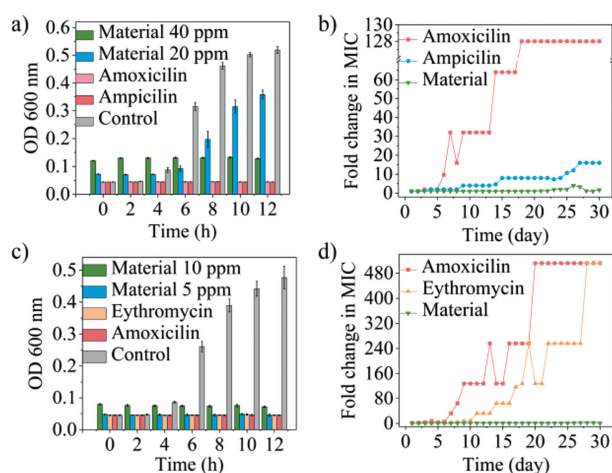 a)
Material 40 ppm
Material 20 ppm
Amoxicilin
Ampicilin
Control
OD 600 nm
0.6
0.5
0.4
0.3
0.2
0.1
0.0
0 2 4 6 8 10 12
Time (h)
b)
Amoxicilin
Ampicilin
Material
Fold change in MIC
130
128
60
50
40
30
20
10
0
0 5 10 15 20 25 30
Time (day)
c)
Material 10 ppm
Material 5 ppm
Eythromycin
Amoxicilin
Control
OD 600 nm
0.5
0.4
0.3
0.2
0.1
0.0
0 2 4 6 8 10 12
Time (h)
d)
Amoxicilin
Eythromycin
Material
Fold change in MIC
480
400
320
240
160
80
0
0 5 10 15 20 25 30
Time (day)